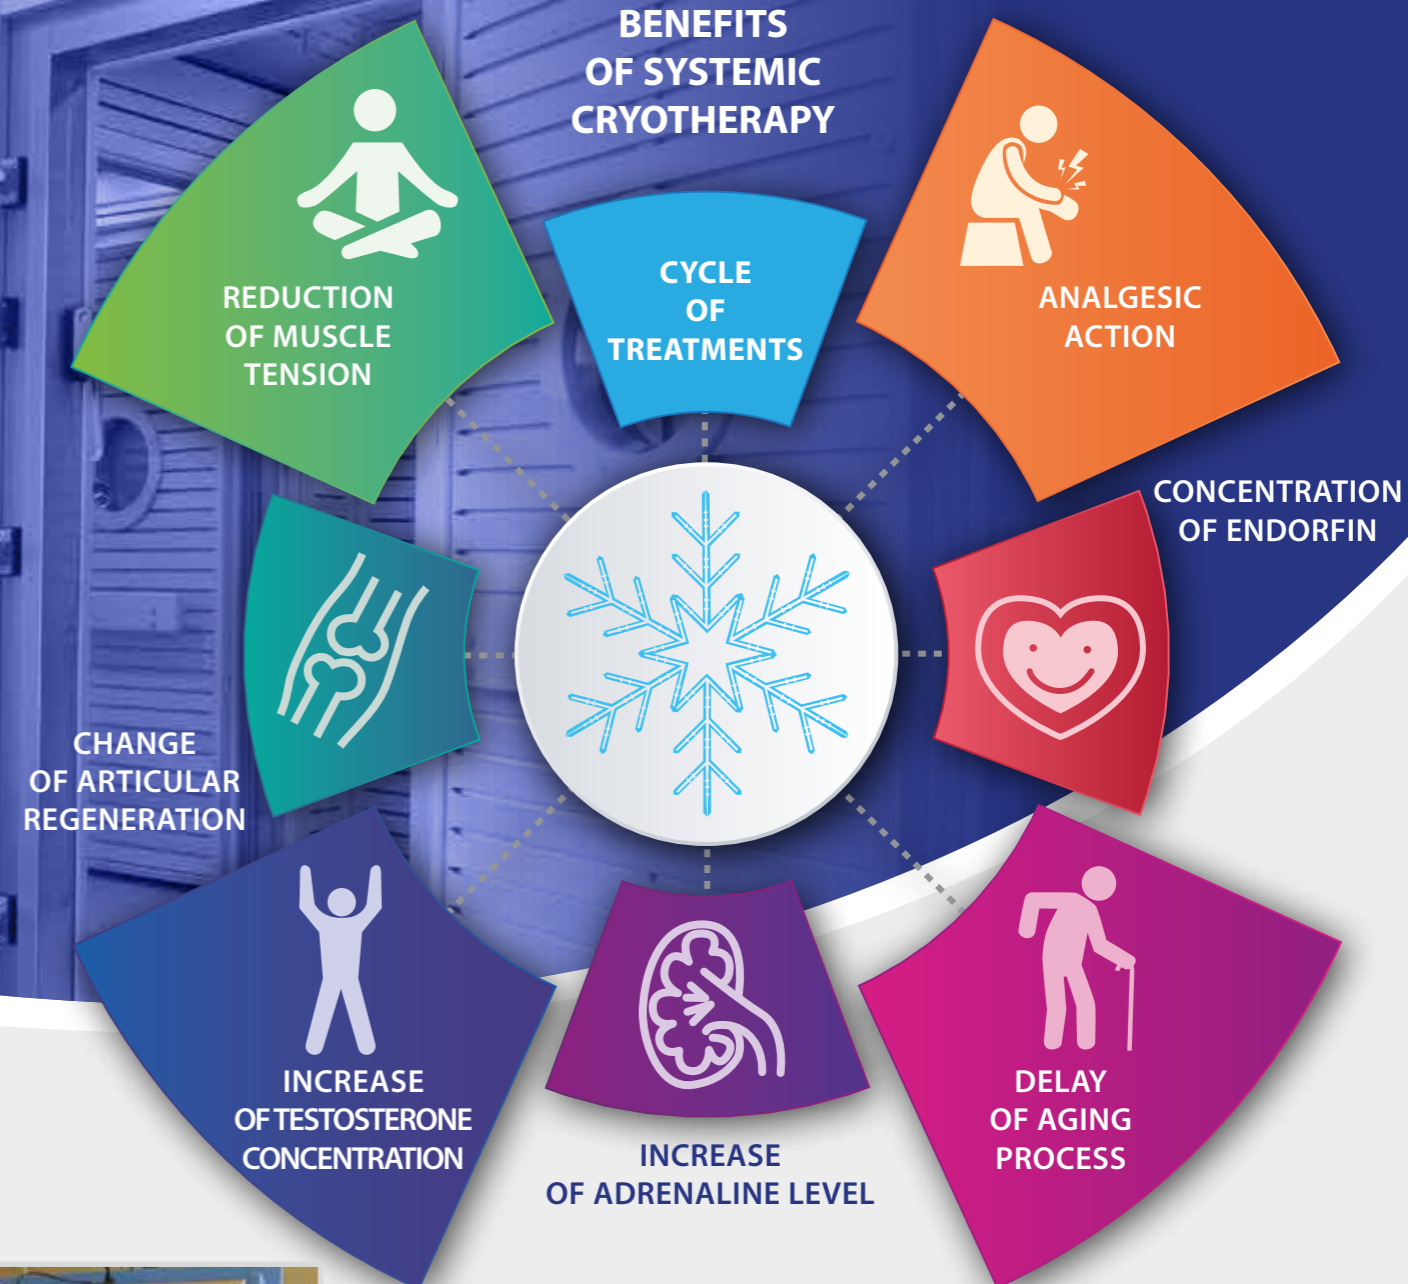 BENEFITS
OF SYSTEMIC
CRYOTHERAPY
CYCLE
OF
TREATMENTS
REDUCTION
OF MUSCLE
TENSION
ANALGESIC
ACTION
CONCENTRATION
OF ENDORFIN
CHANGE
OF ARTICULAR
REGENERATION
INCREASE
OF TESTOSTERONE
CONCENTRATION
INCREASE
OF ADRENALINE LEVEL
DELAY
OF AGING
PROCESS